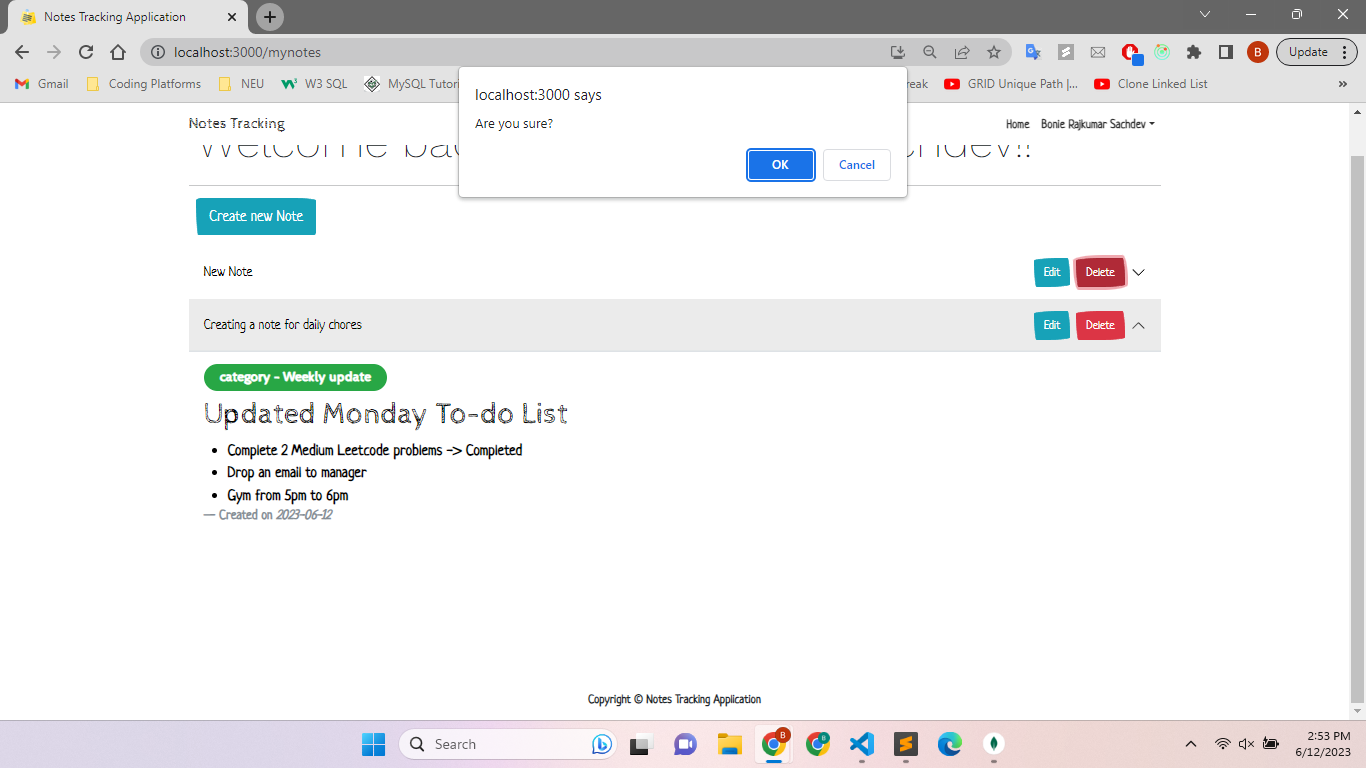 Notes Tracking Application
localhost:3000/mynotes
B
Update
Gmail
Coding Platforms
NEU
W3 SQL
MySQL Tutori
reak
GRID Unique Path |...
Clone Linked List
»
localhost:3000 says
Are you sure?
OK
Cancel
Notes Tracking
Home
Bonie Rajkumar Sachdev
Welcome ba
chdev!!
Create new Note
New Note
Edit
Delete
Creating a note for daily chores
Edit
Delete
category - Weekly update
Updated Monday To-do List
• Complete 2 Medium Leetcode problems -> Completed
• Drop an email to manager
• Gym from 5pm to 6pm
— Created on 2023-06-12
Copyright © Notes Tracking Application
Search
B
B
2:53 PM
6/12/2023